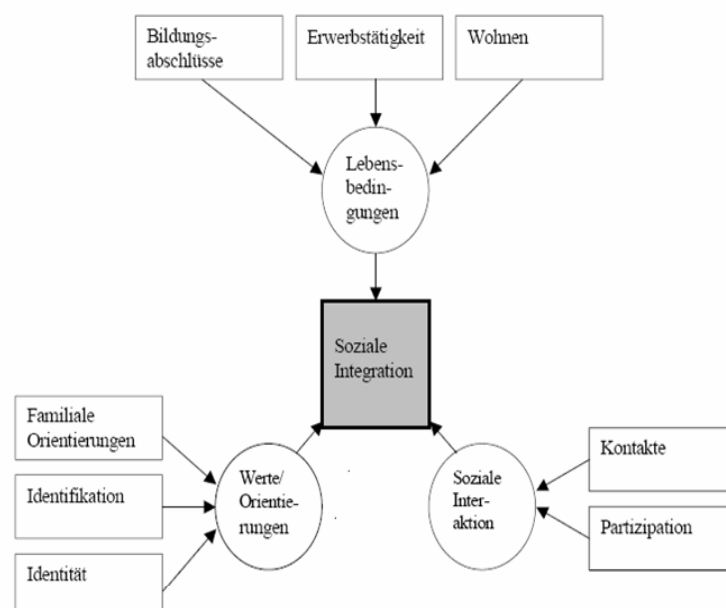 Bildungs-
abschlüsse
Erwerbstätigkeit
Wohnen
Lebens-
bedin-
gungen
Soziale
Integration
Familiale
Orientierungen
Identifikation
Identität
Werte/
Orientie-
rungen
Soziale
Inter-
aktion
Kontakte
Partizipation